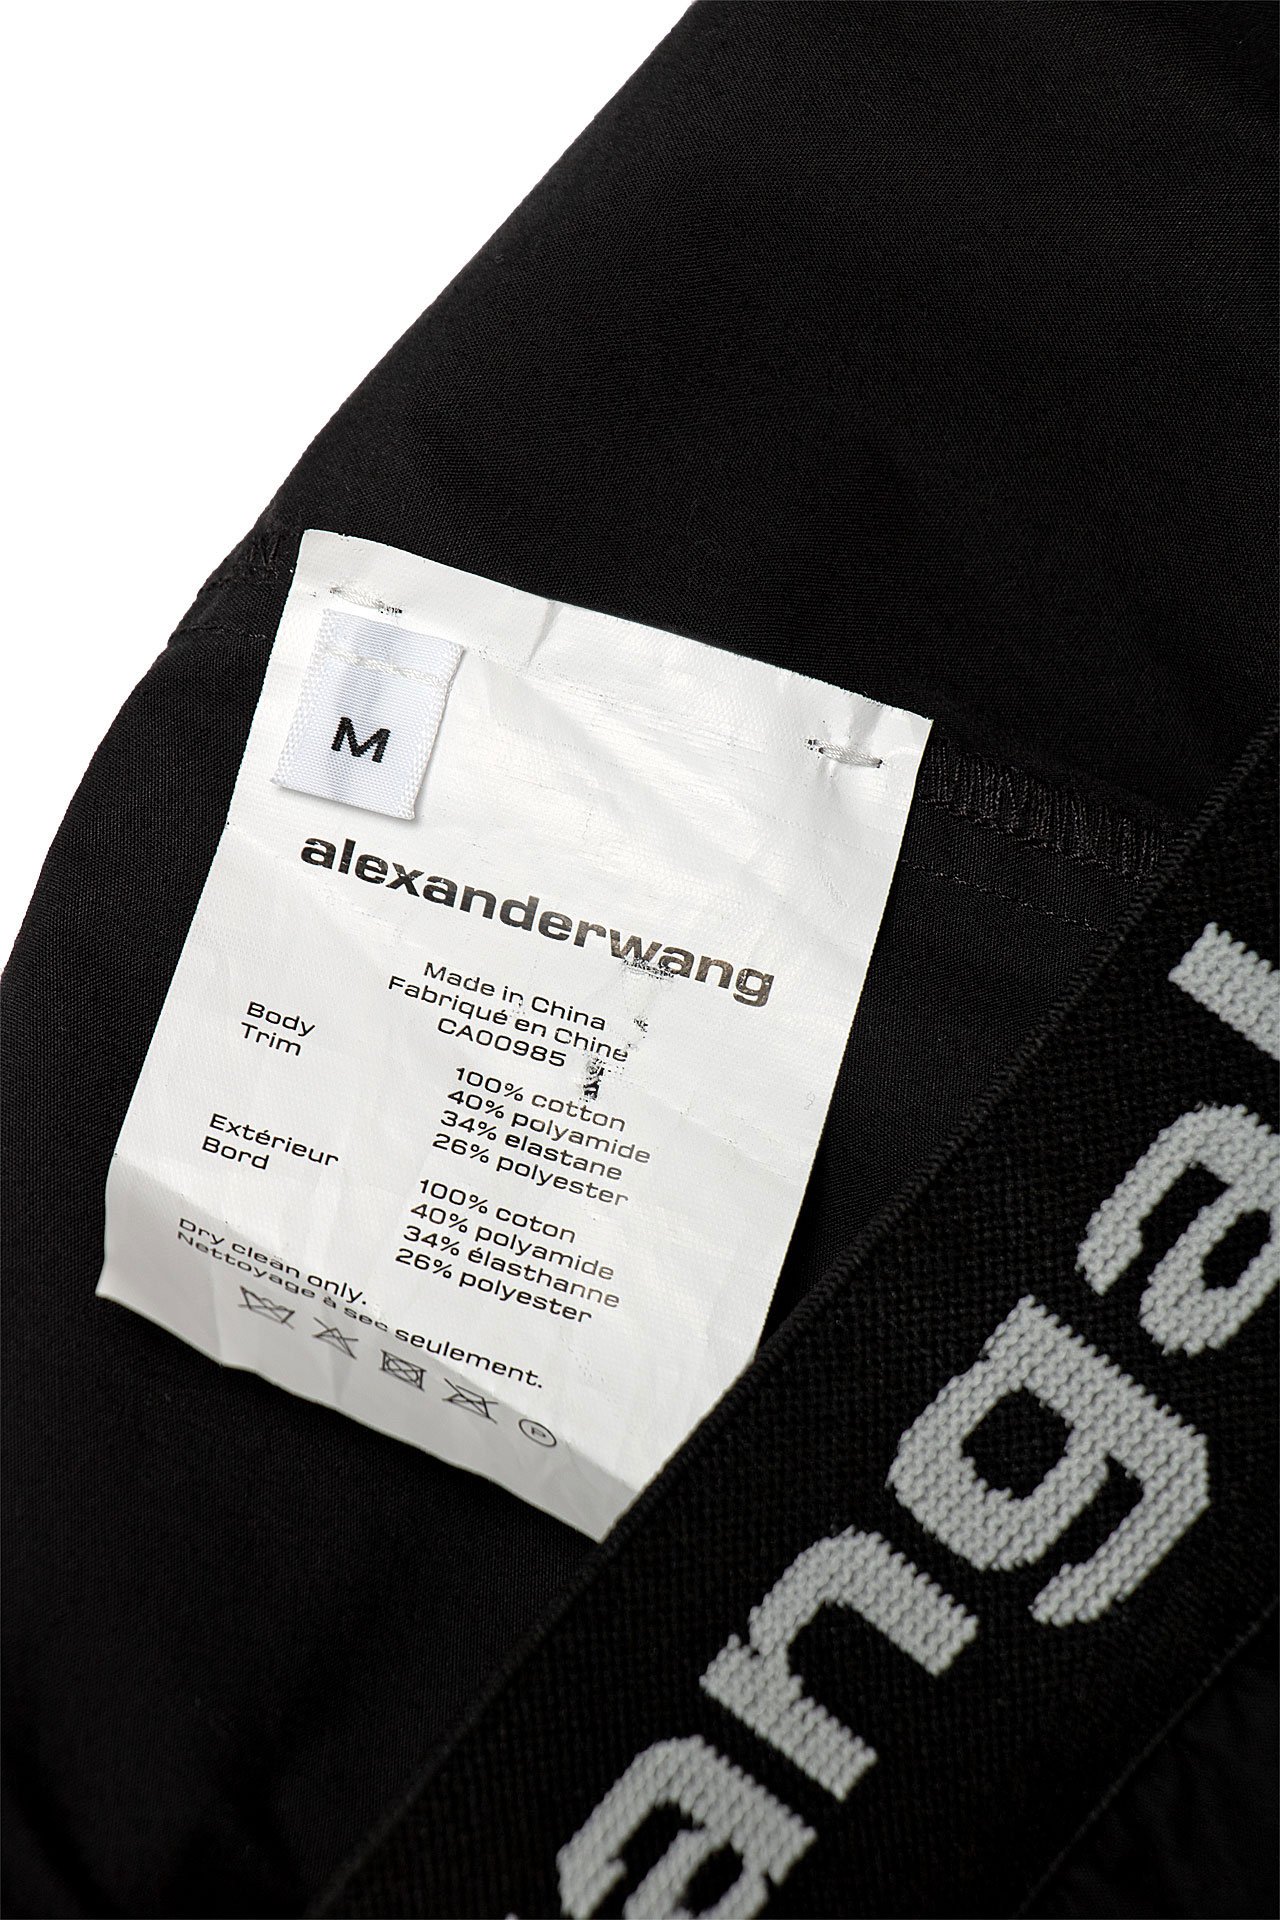 M
alexanderwang
Made in China
Fabriqué en Chine
CA00985
Body
Trim
100% cotton
40% polyamide
34% elastane
26% polyester
Extérieur
Bord
100% coton
40% polyamide
34% élasthanne
26% polyester
Dry clean only.
Nettoyage à sec seulement.
P
ang